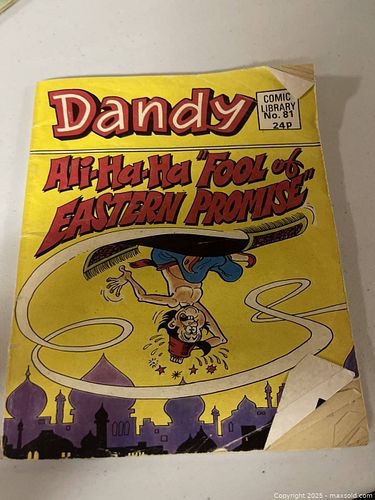 Dandy
COMIC
LIBRARY
No. 81
24p
Ali-Ha-Ha "FOOL of
EASTERN PROMISE"
Copyright 2025 - maxsold.com